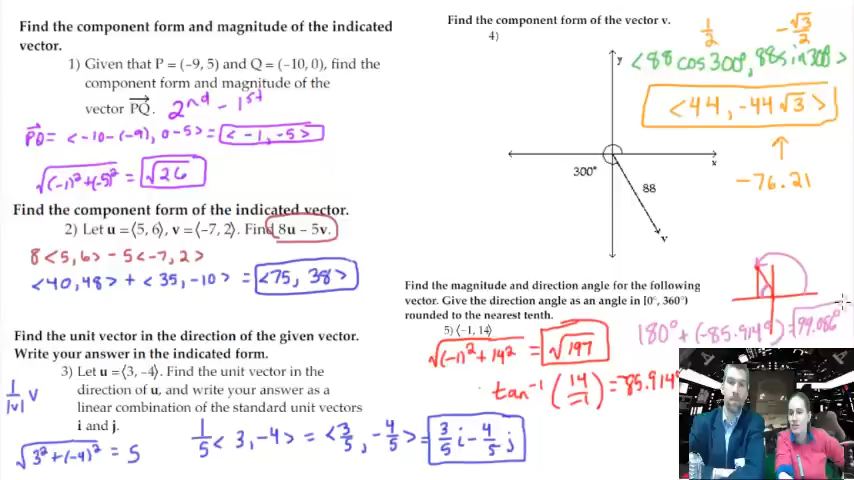 Find the component form and magnitude of the indicated
vector.
1) Given that P = (-9, 5) and Q = (-10, 0), find the
component form and magnitude of the
vector PQ. 2nd - 1st
PQ = < -10-(-9), 0-5 > = < -1, -5 >
√(-1)²+(-5)² √26
Find the component form of the indicated vector.
2) Let u = ⟨5, 6⟩, v = ⟨-7, 2⟩. Find 8u - 5v.
8 <5, 6> - 5 <-7, 2>
<40, 48> + <35, -10> = <75, 38>
Find the unit vector in the direction of the given vector.
Write your answer in the indicated form.
3) Let u = ⟨3, -4⟩. Find the unit vector in the
direction of u, and write your answer as a
linear combination of the standard unit vectors
i and j.
1/|v| v
√3²+(-4)² = 5
1/5 < 3, -4 > = < 3/5, -4/5 > = 3/5 i - 4/5 j
Find the component form of the vector v.
4)
1/2 -√3/2
< 88 cos300°, 88 sin300° >
< 44, -44√3 >
↑
-76.21
y
x
300°
88
v
Find the magnitude and direction angle for the following
vector. Give the direction angle as an angle in [0°, 360°)
rounded to the nearest tenth.
5) ⟨-1, 14⟩
√(-1)²+14² = √197
180° + (-85.914°) = 94.086°
tan⁻¹ (14/-1) = -85.914°